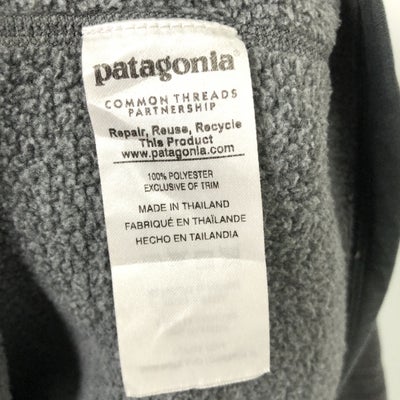 patagonia
COMMON THREADS
PARTNERSHIP
Repair, Reuse, Recycle
This Product
www.patagonia.com
100% POLYESTER
EXCLUSIVE OF TRIM
MADE IN THAILAND
FABRIQUÉ EN THAÏLANDE
HECHO EN TAILANDIA